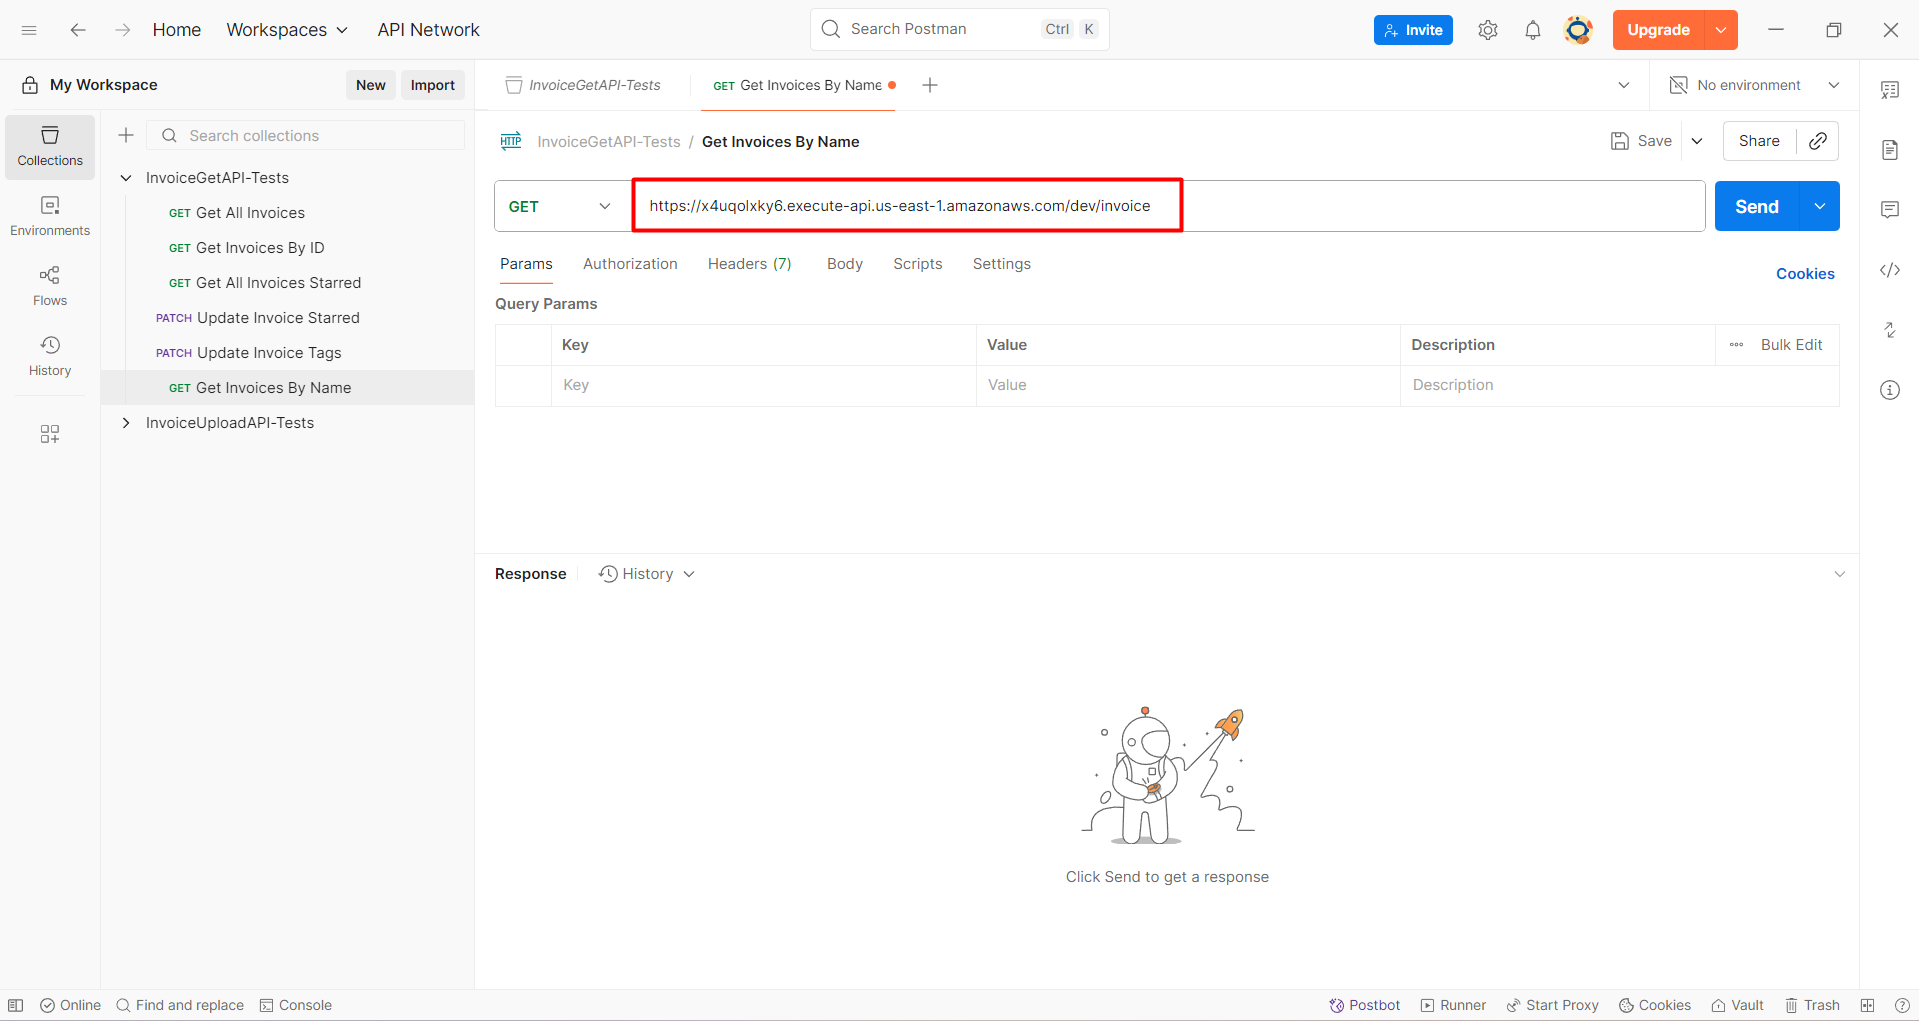 Home Workspaces API Network Search Postman Ctrl K Invite Upgrade
My Workspace New Import
InvoiceGetAPI-Tests GET Get Invoices By Name No environment
Search collections
Collections
Environments
Flows
History
InvoiceGetAPI-Tests
GET Get All Invoices
GET Get Invoices By ID
GET Get All Invoices Starred
PATCH Update Invoice Starred
PATCH Update Invoice Tags
GET Get Invoices By Name
InvoiceUploadAPI-Tests
HTTP InvoiceGetAPI-Tests / Get Invoices By Name Save Share
GET https://x4uqolxky6.execute-api.us-east-1.amazonaws.com/dev/invoice Send
Params Authorization Headers (7) Body Scripts Settings Cookies
Query Params
Key Value Description Bulk Edit
Key Value Description
Response History
Click Send to get a response
Online Find and replace Console Postbot Runner Start Proxy Cookies Vault Trash